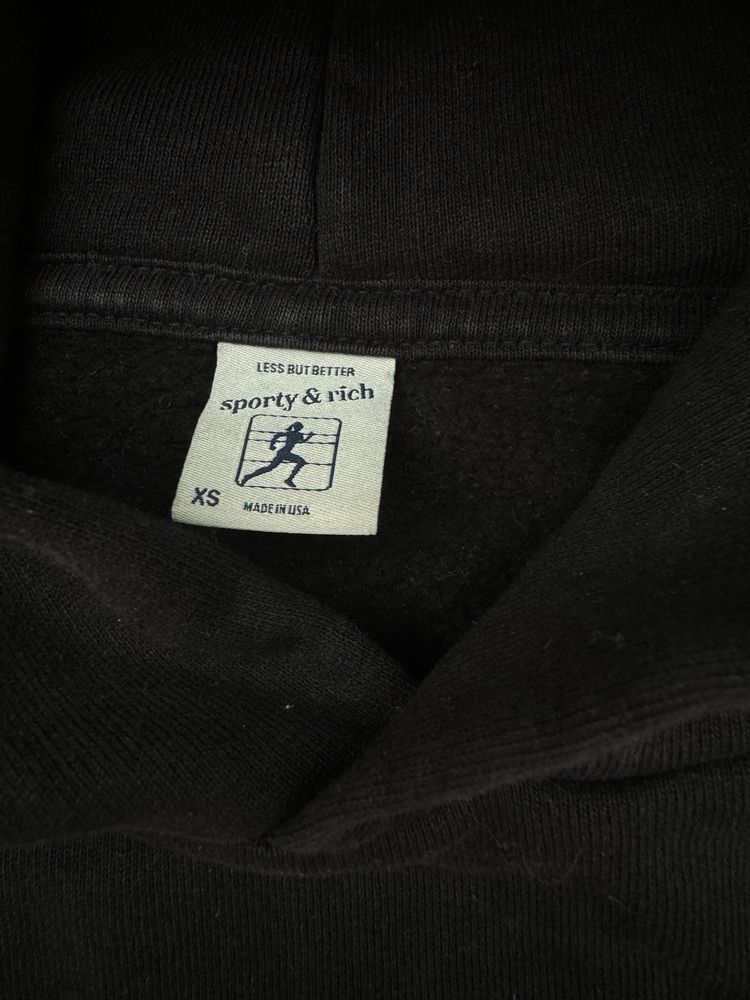 LESS BUT BETTER
sporty & rich
XS
MADE IN USA